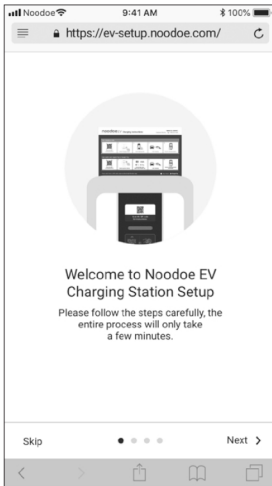 Noodoe 9:41 AM 100%
https://ev-setup.noodoe.com/
Welcome to Noodoe EV
Charging Station Setup
Please follow the steps carefully, the
entire process will only take
a few minutes.
Skip Next >